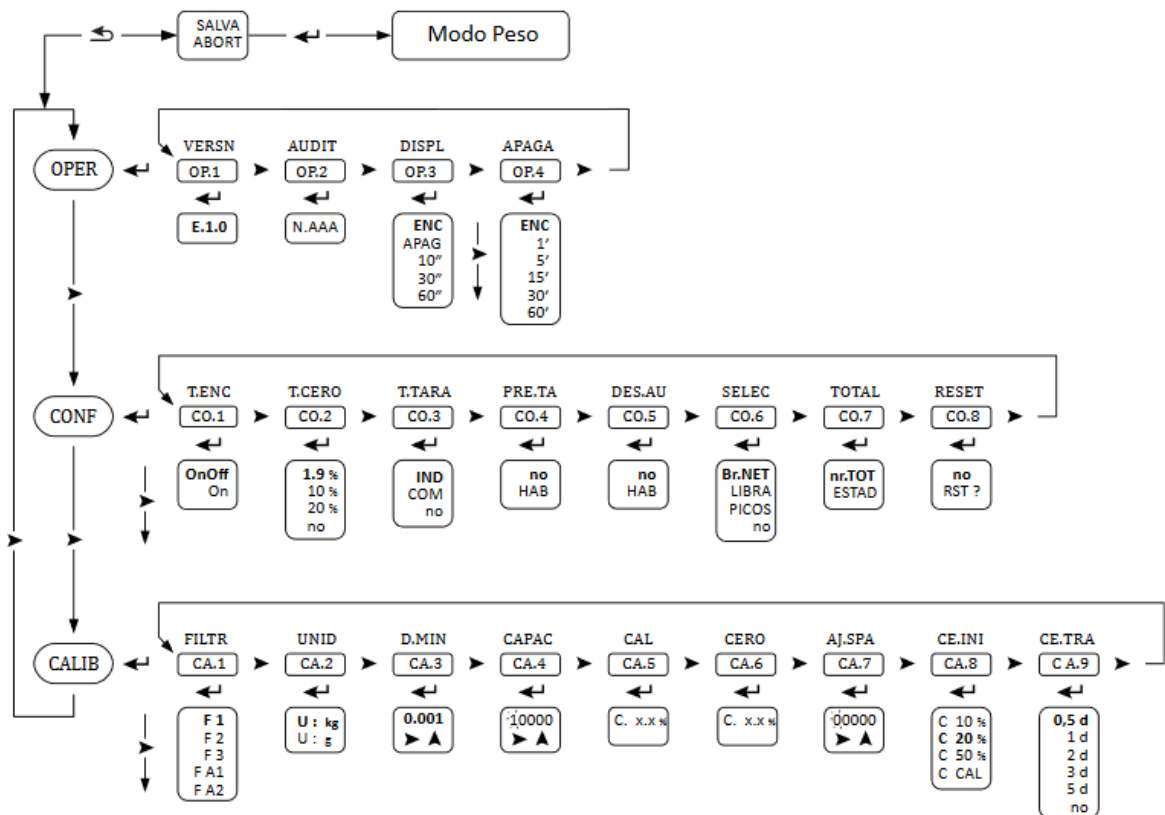 SALVA
ABORT
Modo Peso
OPER
VERSN AUDIT DISPL APAGA
OP.1 OP.2 OP.3 OP.4
E.1.0
N.AAA
ENC
APAG
10″
30″
60″
ENC
1′
5′
15′
30′
60′
CONF
T.ENC T.CERO T.TARA PRE.TA DES.AU SELEC TOTAL RESET
CO.1 CO.2 CO.3 CO.4 CO.5 CO.6 CO.7 CO.8
OnOff
On
1.9 %
10 %
20 %
no
IND
COM
no
no
HAB
no
HAB
Br.NET
LIBRA
PICOS
no
nr.TOT
ESTAD
no
RST ?
CALIB
FILTR UNID D.MIN CAPAC CAL CERO AJ.SPA CE.INI CE.TRA
CA.1 CA.2 CA.3 CA.4 CA.5 CA.6 CA.7 CA.8 C A.9
F 1
F 2
F 3
F A1
F A2
U : kg
U : g
0.001
10000
C. x.x %
C. x.x %
00000
C 10 %
C 20 %
C 50 %
C CAL
0,5 d
1 d
2 d
3 d
5 d
no